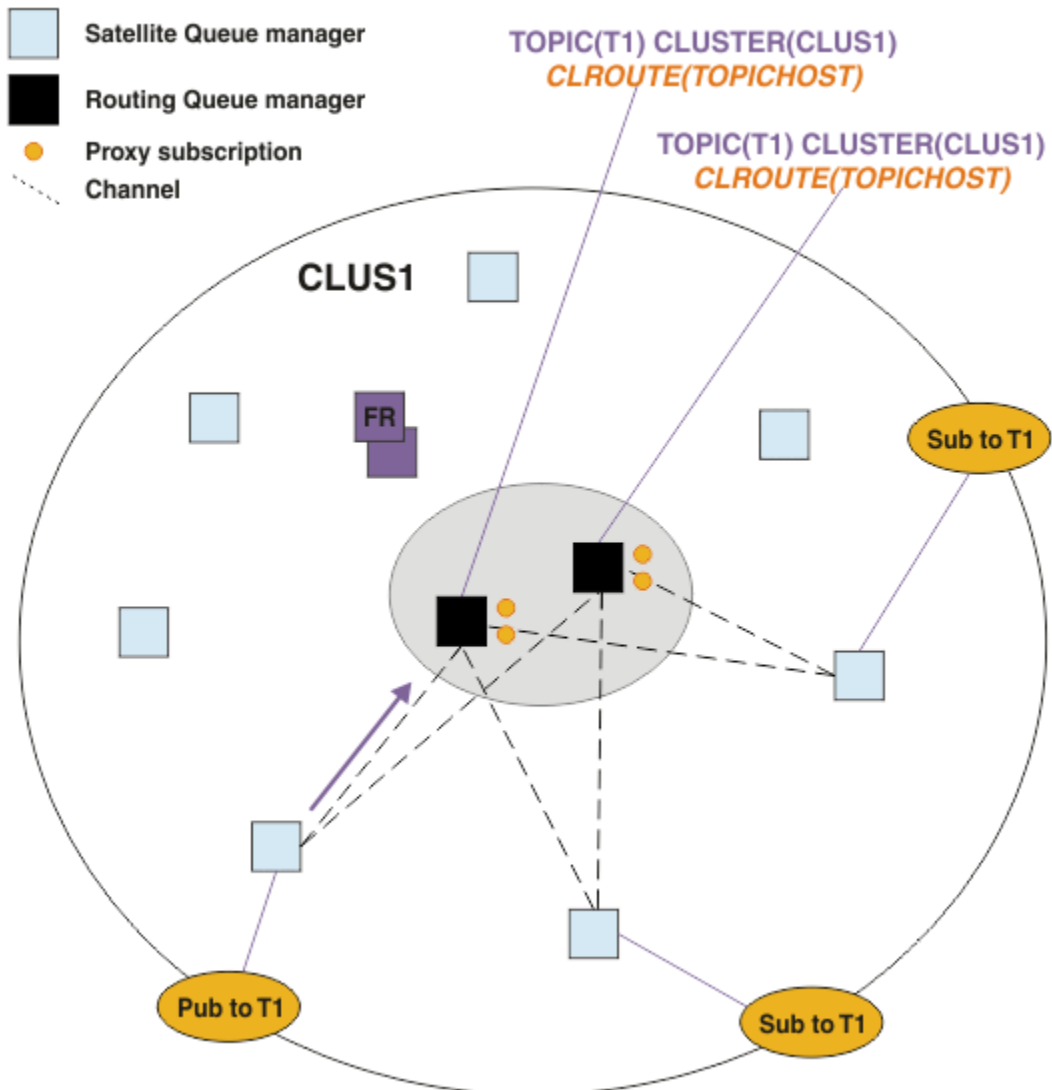 Satellite Queue manager
Routing Queue manager
Proxy subscription
Channel
TOPIC(T1) CLUSTER(CLUS1)
CLROUTE(TOPICHOST)
TOPIC(T1) CLUSTER(CLUS1)
CLROUTE(TOPICHOST)
CLUS1
FR
Sub to T1
Pub to T1
Sub to T1